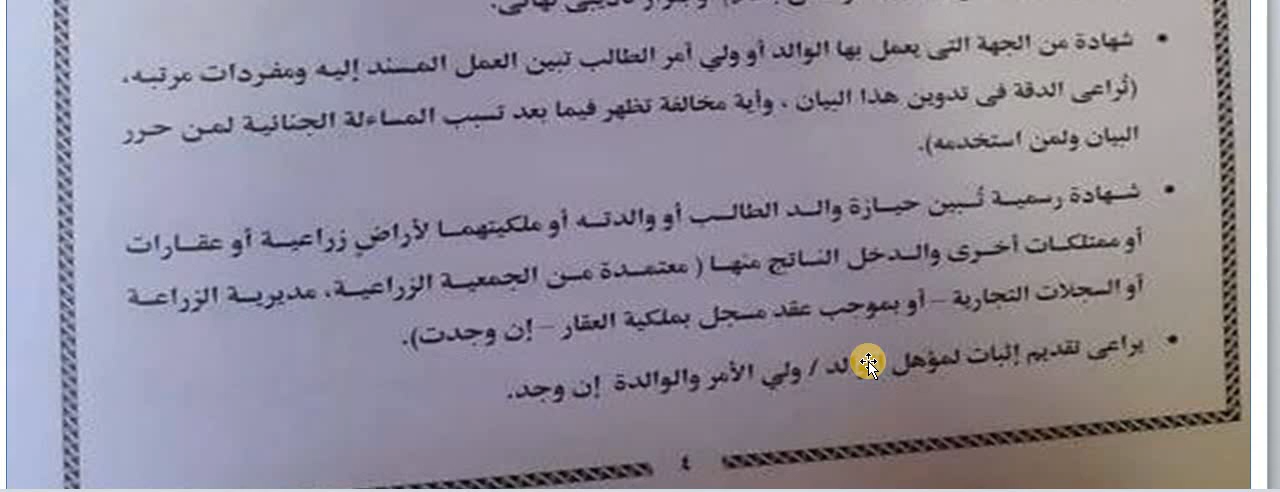 نهائى.
• شهادة من الجهة التى يعمل بها الوالد أو ولي أمر الطالب تبين العمل المسند إليه ومفردات مرتبه،
(تُراعى الدقة فى تدوين هذا البيان ، وأية مخالفة تظهر فيما بعد تسبب المساءلة الجنائية لمن حرر
البيان ولمن استخدمه).
• شهادة رسمية تُبين حيازة والد الطالب أو والدته أو ملكيتهما لأراضٍ زراعية أو عقارات
أو ممتلكات أخرى والدخل الناتج منها ( معتمدة من الجمعية الزراعية، مديرية الزراعة
أو السجلات التجارية – أو بموجب عقد مسجل بملكية العقار – إن وجدت).
• يراعى تقديم إثبات لمؤهل / ولي الأمر والوالدة إن وجد.
٤